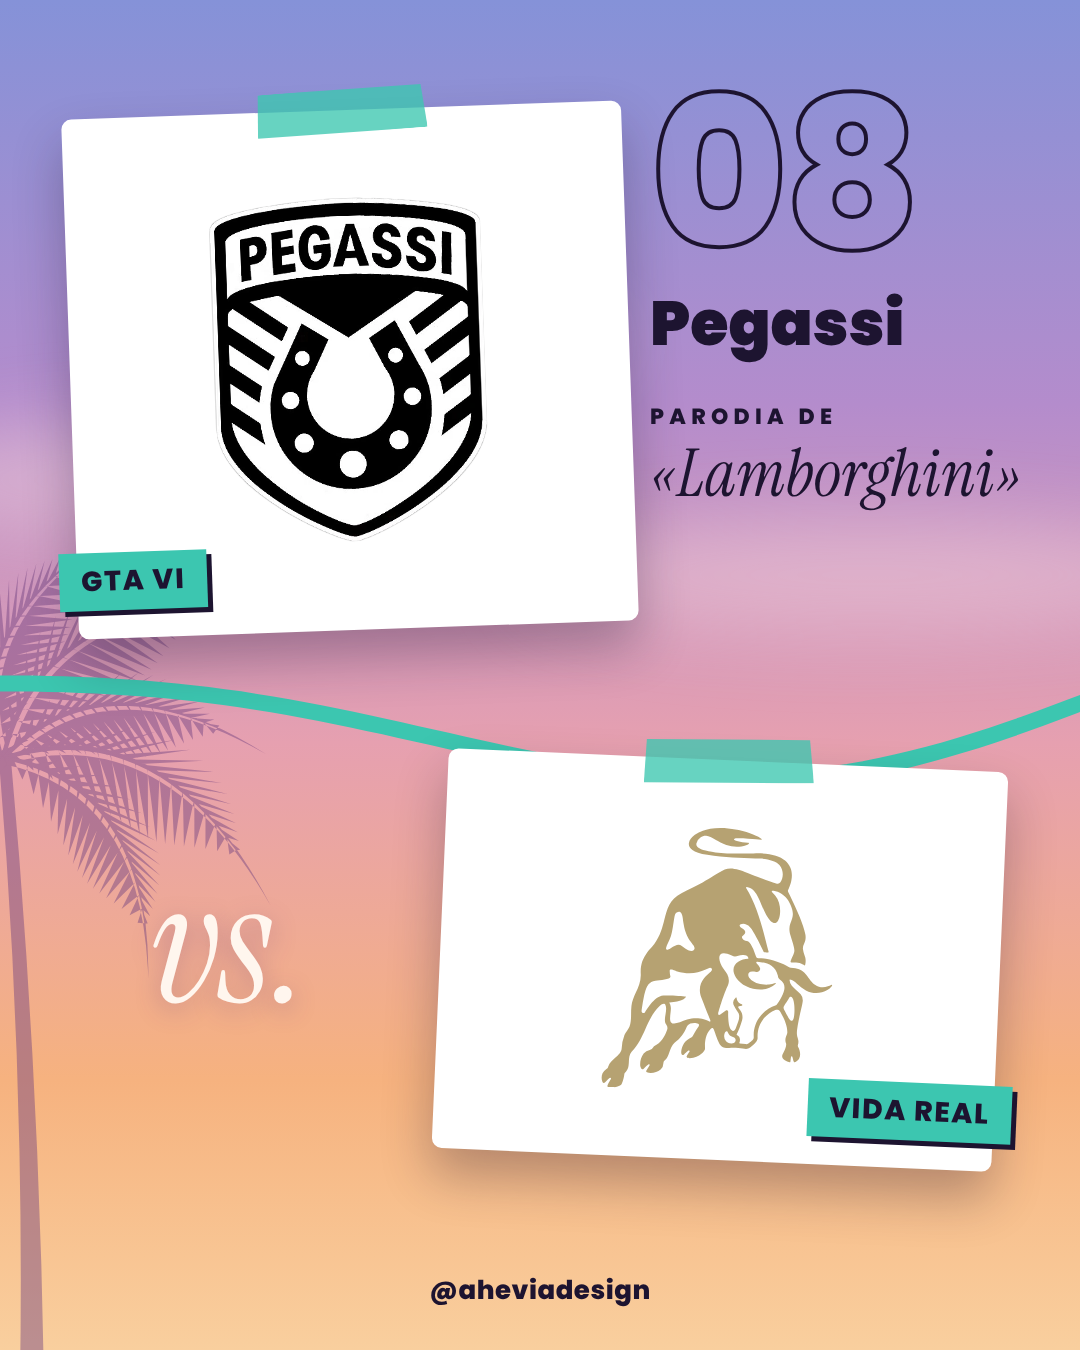 08
PEGASSI
Pegassi
PARODIA DE
«Lamborghini»
GTA VI
vs.
VIDA REAL
@aheviadesign